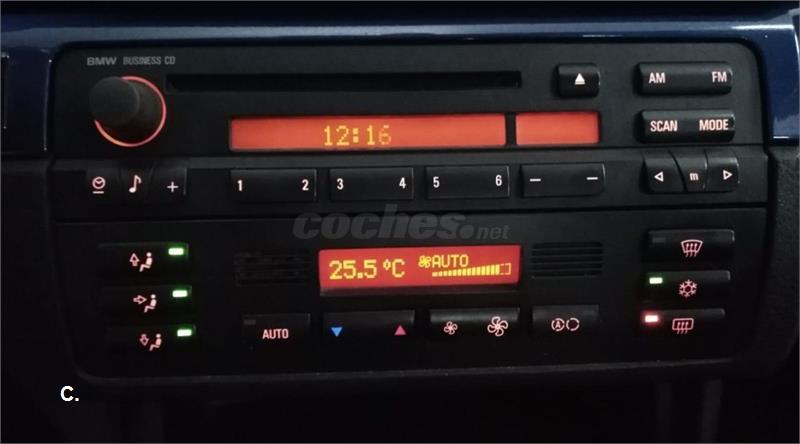 BMW BUSINESS CD
AM FM
12:16
SCAN MODE
1 2 3 4 5 6
m
coches.net
25.5°C AUTO
AUTO
A
C.